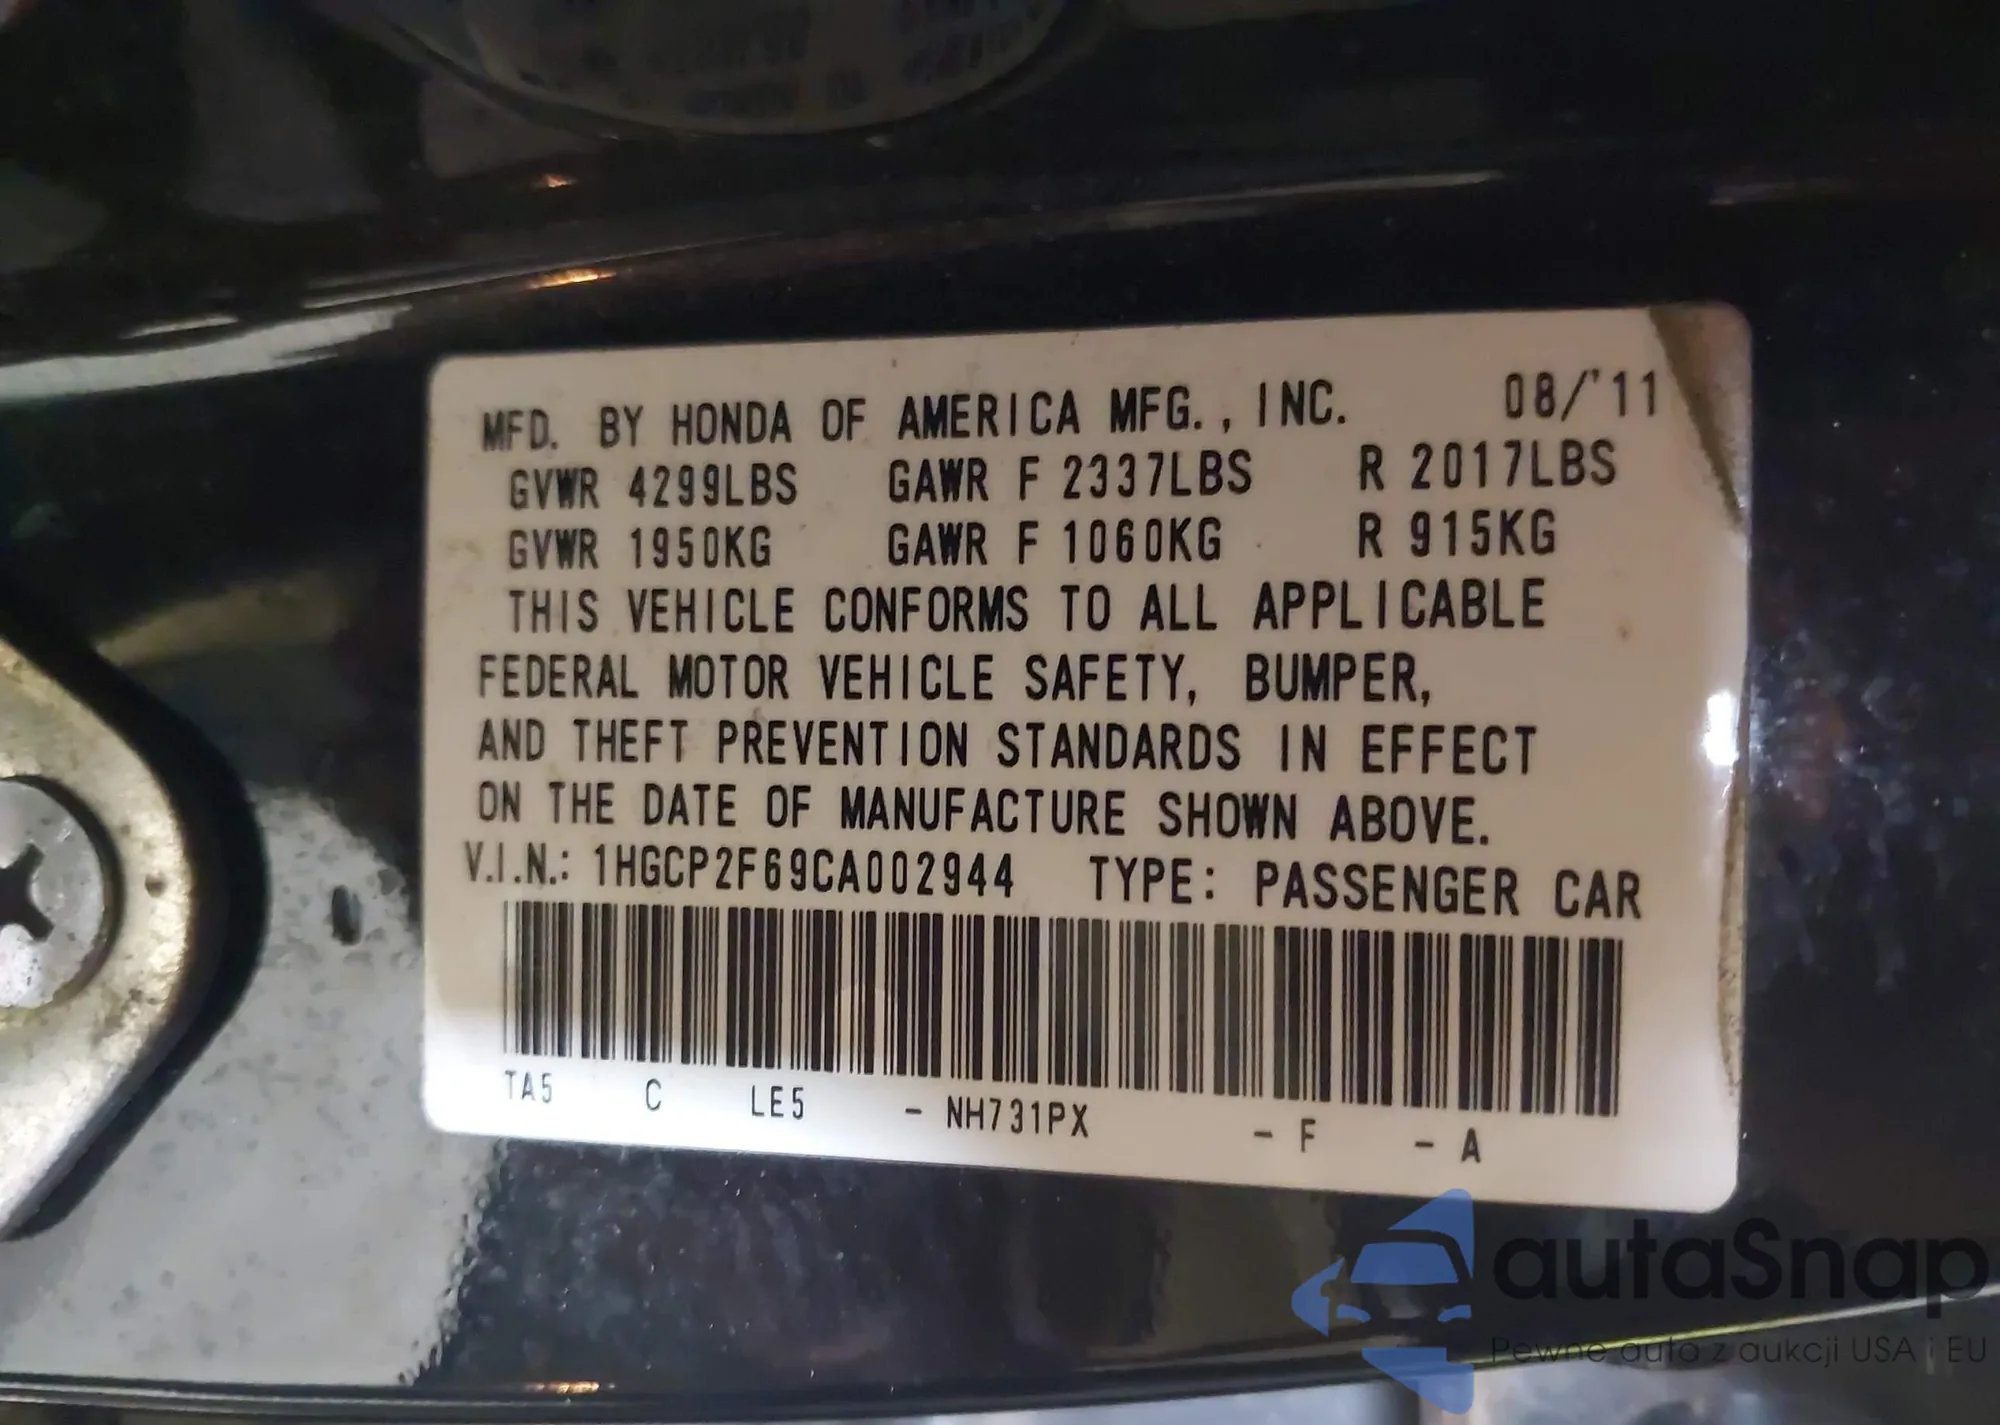 MFD. BY HONDA OF AMERICA MFG., INC. 08/'11
GVWR 4299LBS GAWR F 2337LBS R 2017LBS
GVWR 1950KG GAWR F 1060KG R 915KG
THIS VEHICLE CONFORMS TO ALL APPLICABLE
FEDERAL MOTOR VEHICLE SAFETY, BUMPER,
AND THEFT PREVENTION STANDARDS IN EFFECT
ON THE DATE OF MANUFACTURE SHOWN ABOVE.
V.I.N.: 1HGCP2F69CA002944 TYPE: PASSENGER CAR
TA5 C LE5 - NH731PX - F - A
autaSnap
Pewne auta z aukcji USA i EU